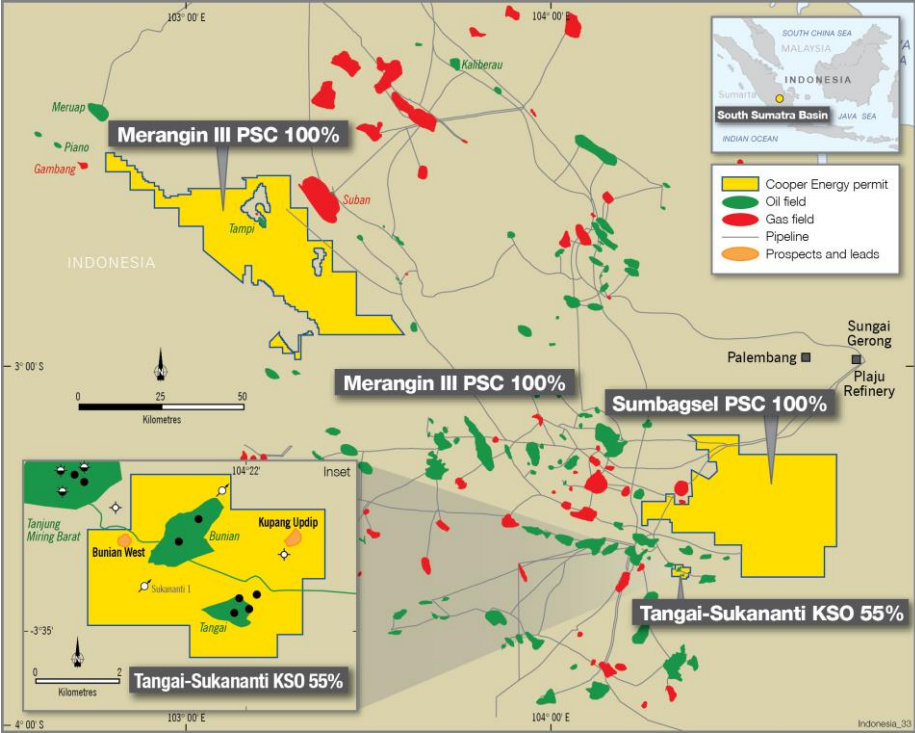 103° 00' E
104° 00' E
Kaliberau
Meruap
Merangin III PSC 100%
Piano
Gambang
Suban
Tampi
INDONESIA
SOUTH CHINA SEA
MALAYSIA
INDONESIA
Sumatra
South Sumatra Basin
JAVA SEA
INDIAN OCEAN
Cooper Energy permit
Oil field
Gas field
Pipeline
Prospects and leads
3° 00' S
N
0 25 50
Kilometres
Merangin III PSC 100%
Palembang
Sungai
Gerong
Plaju
Refinery
Sumbagsel PSC 100%
104° 22'
Inset
Tanjung
Miring Barat
Bunian West
Bunian
Kupang Updip
Sukananti 1
Tangai
-3°35'
N
0 2
Kilometres
Tangai-Sukananti KSO 55%
Tangai-Sukananti KSO 55%
4° 00' S
103° 00' E
104° 00' E
Indonesia_33